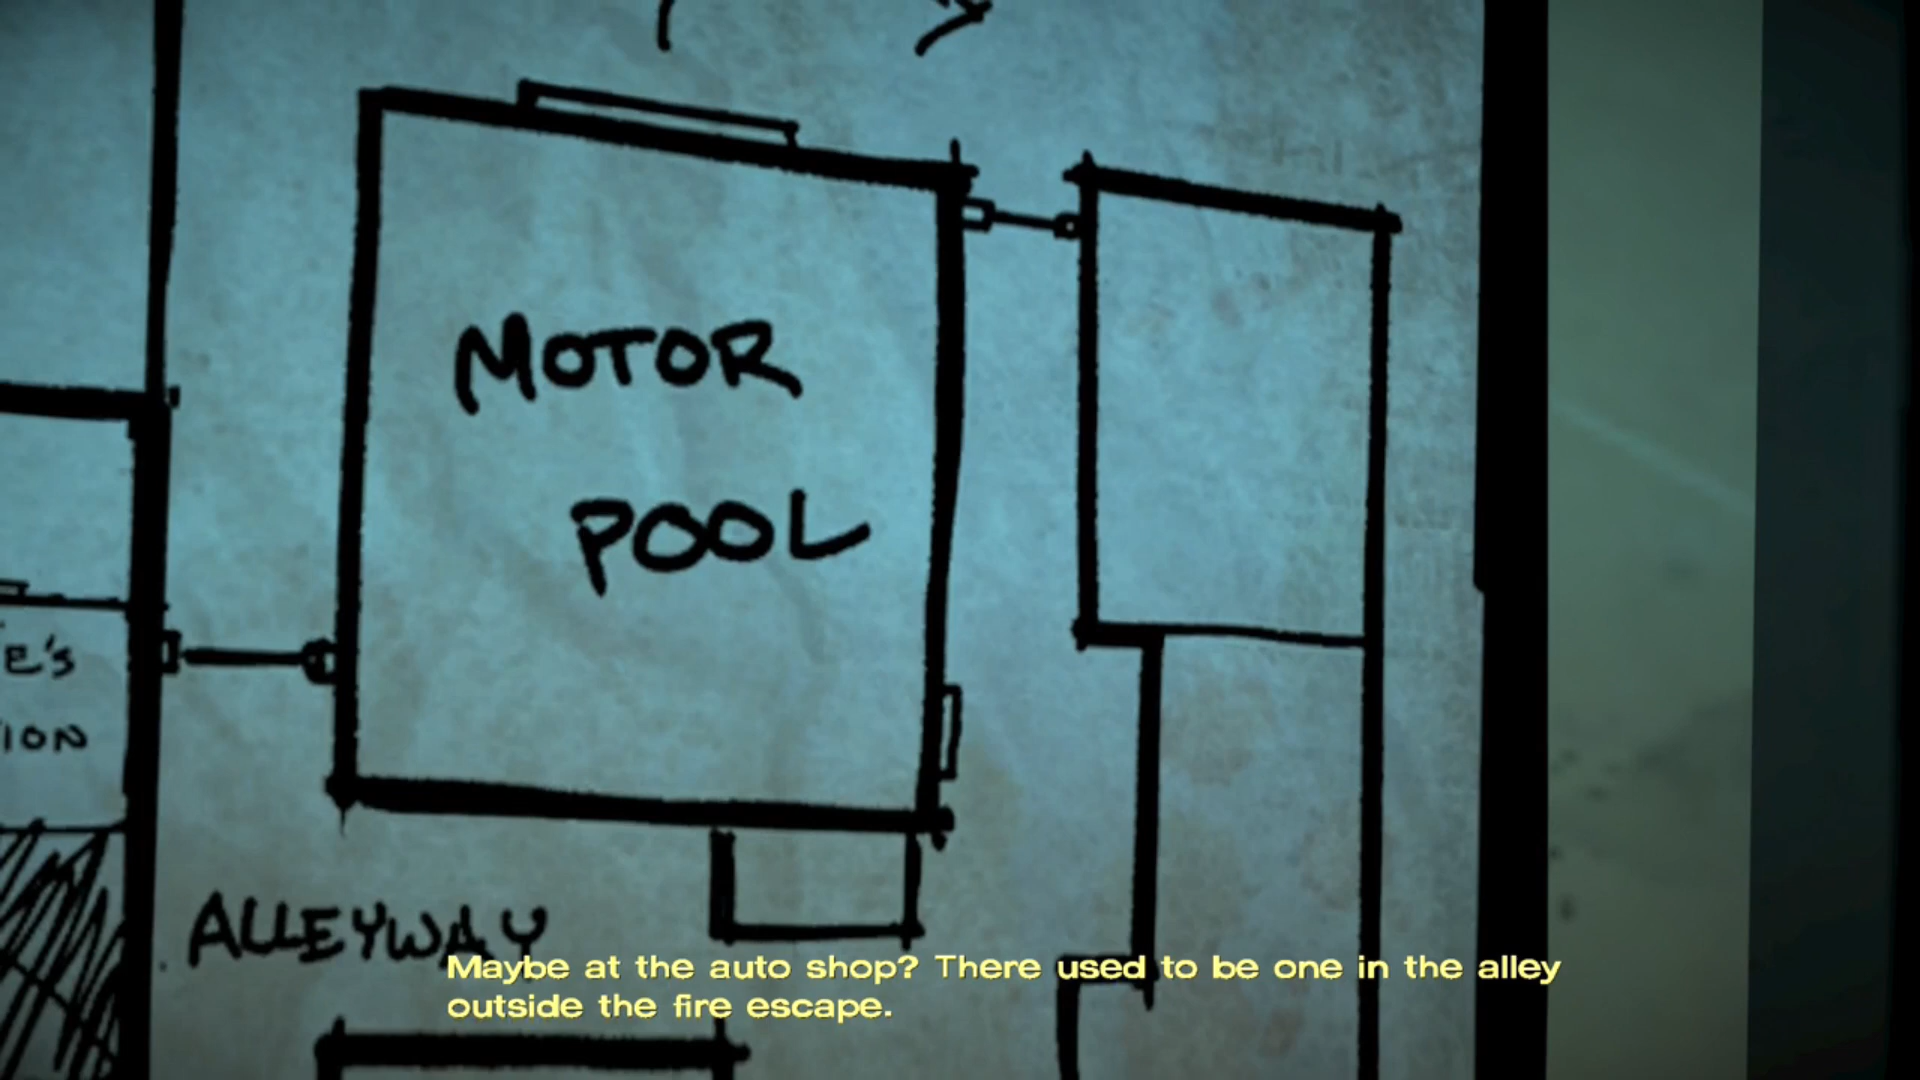 MOTOR
POOL
E's
ION
ALLEYWAY
Maybe at the auto shop? There used to be one in the alley
outside the fire escape.